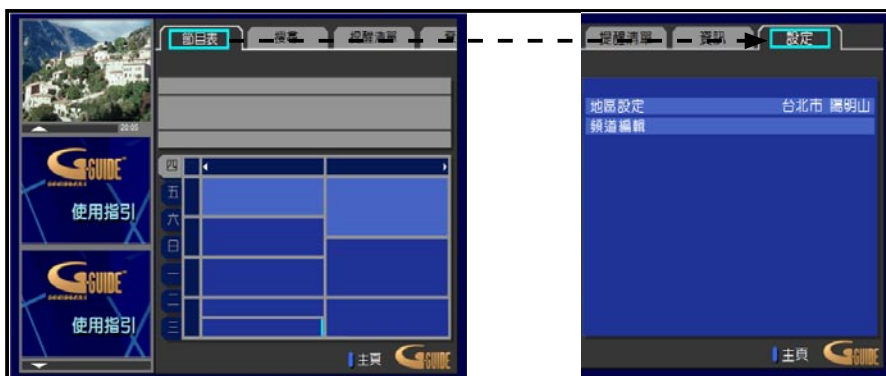 節目表 搜尋 提醒清單
20:05
G-GUIDE™
使用指引
G-GUIDE™
使用指引
四
五
六
日
一
二
三
主頁 G-GUIDE
提醒清單 資訊 設定
地區設定 台北市 陽明山
頻道編輯
主頁 G-GUIDE